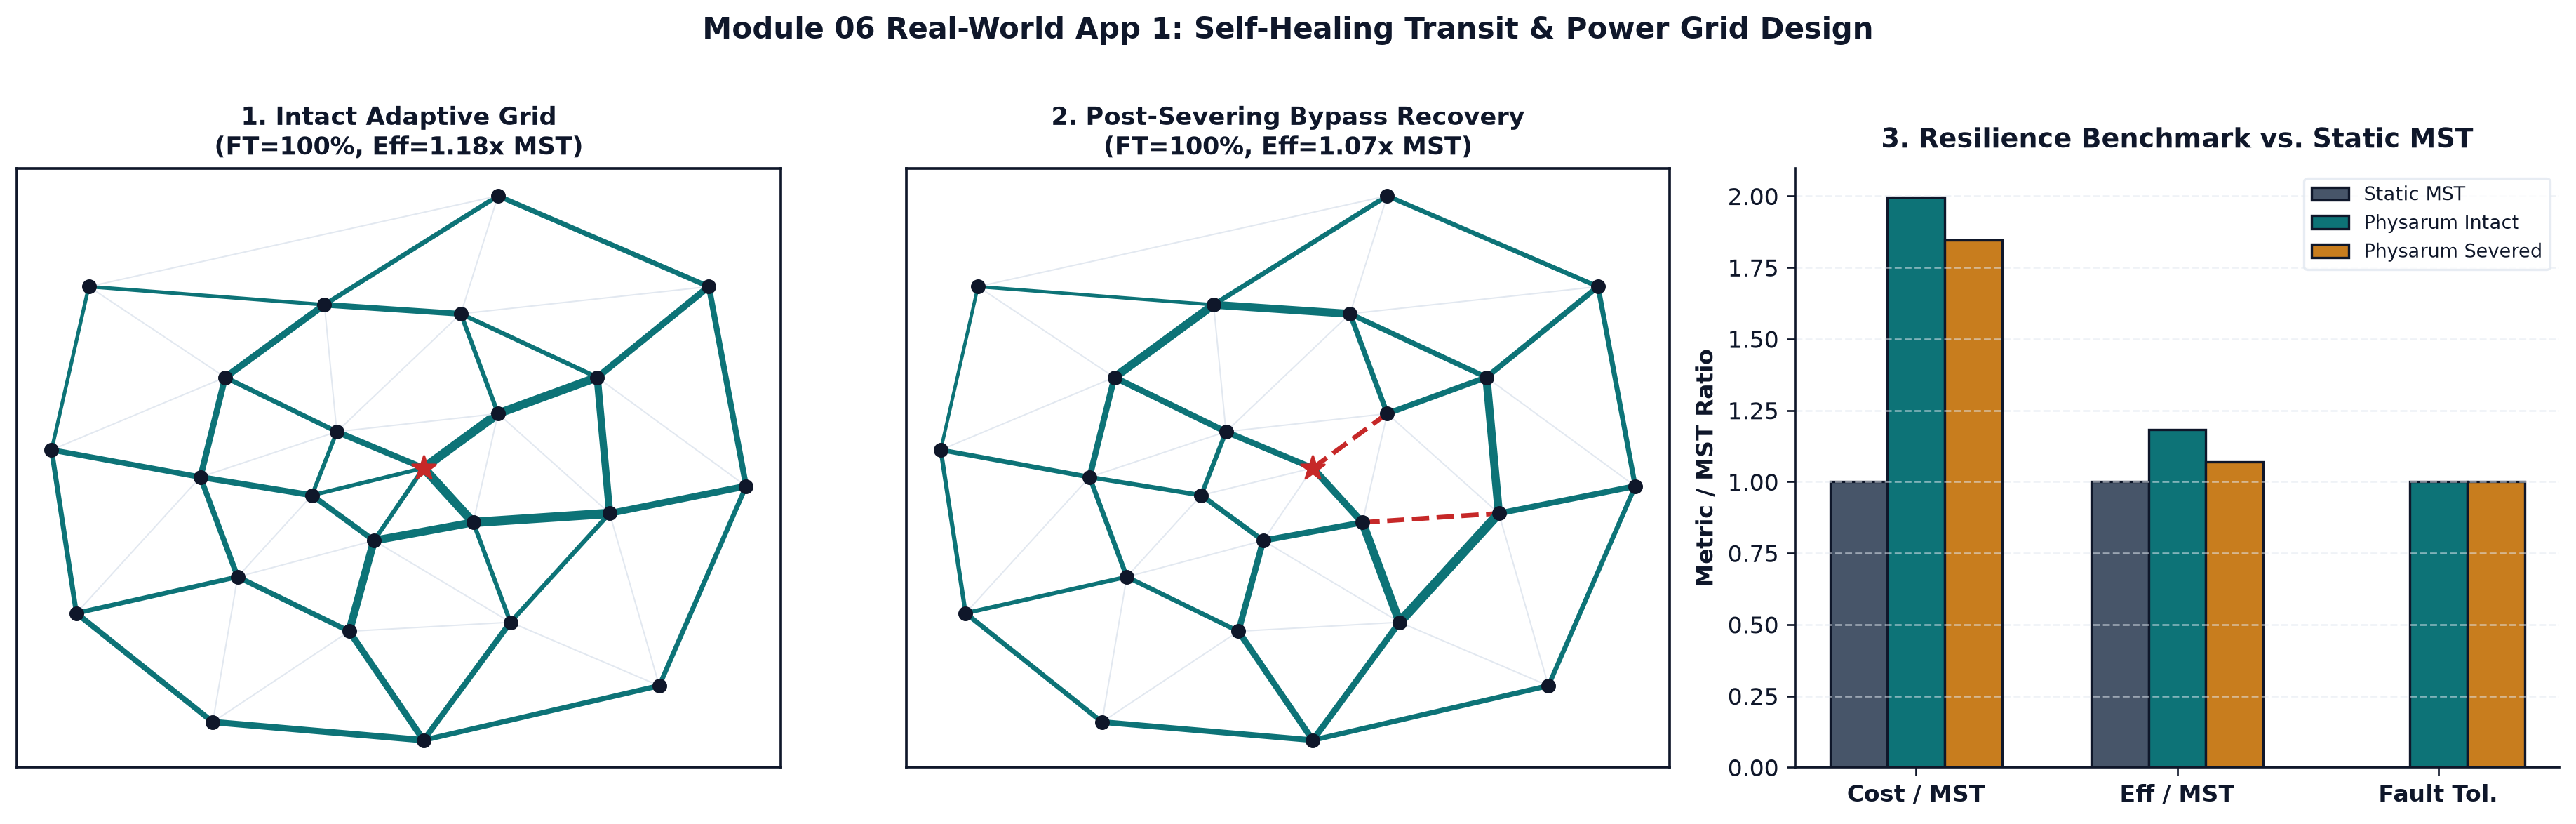 Module 06 Real-World App 1: Self-Healing Transit & Power Grid Design
1. Intact Adaptive Grid
(FT=100%, Eff=1.18x MST)
2. Post-Severing Bypass Recovery
(FT=100%, Eff=1.07x MST)
3. Resilience Benchmark vs. Static MST
Metric / MST Ratio
2.00
1.75
1.50
1.25
1.00
0.75
0.50
0.25
0.00
Static MST
Physarum Intact
Physarum Severed
Cost / MST
Eff / MST
Fault Tol.